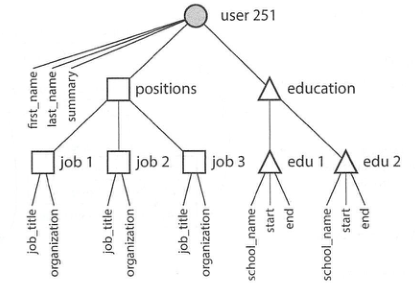 user 251
first_name
last_name
summary
positions
education
job 1
job 2
job 3
edu 1
edu 2
job_title
organization
job_title
organization
job_title
organization
school_name
start
end
school_name
start
end